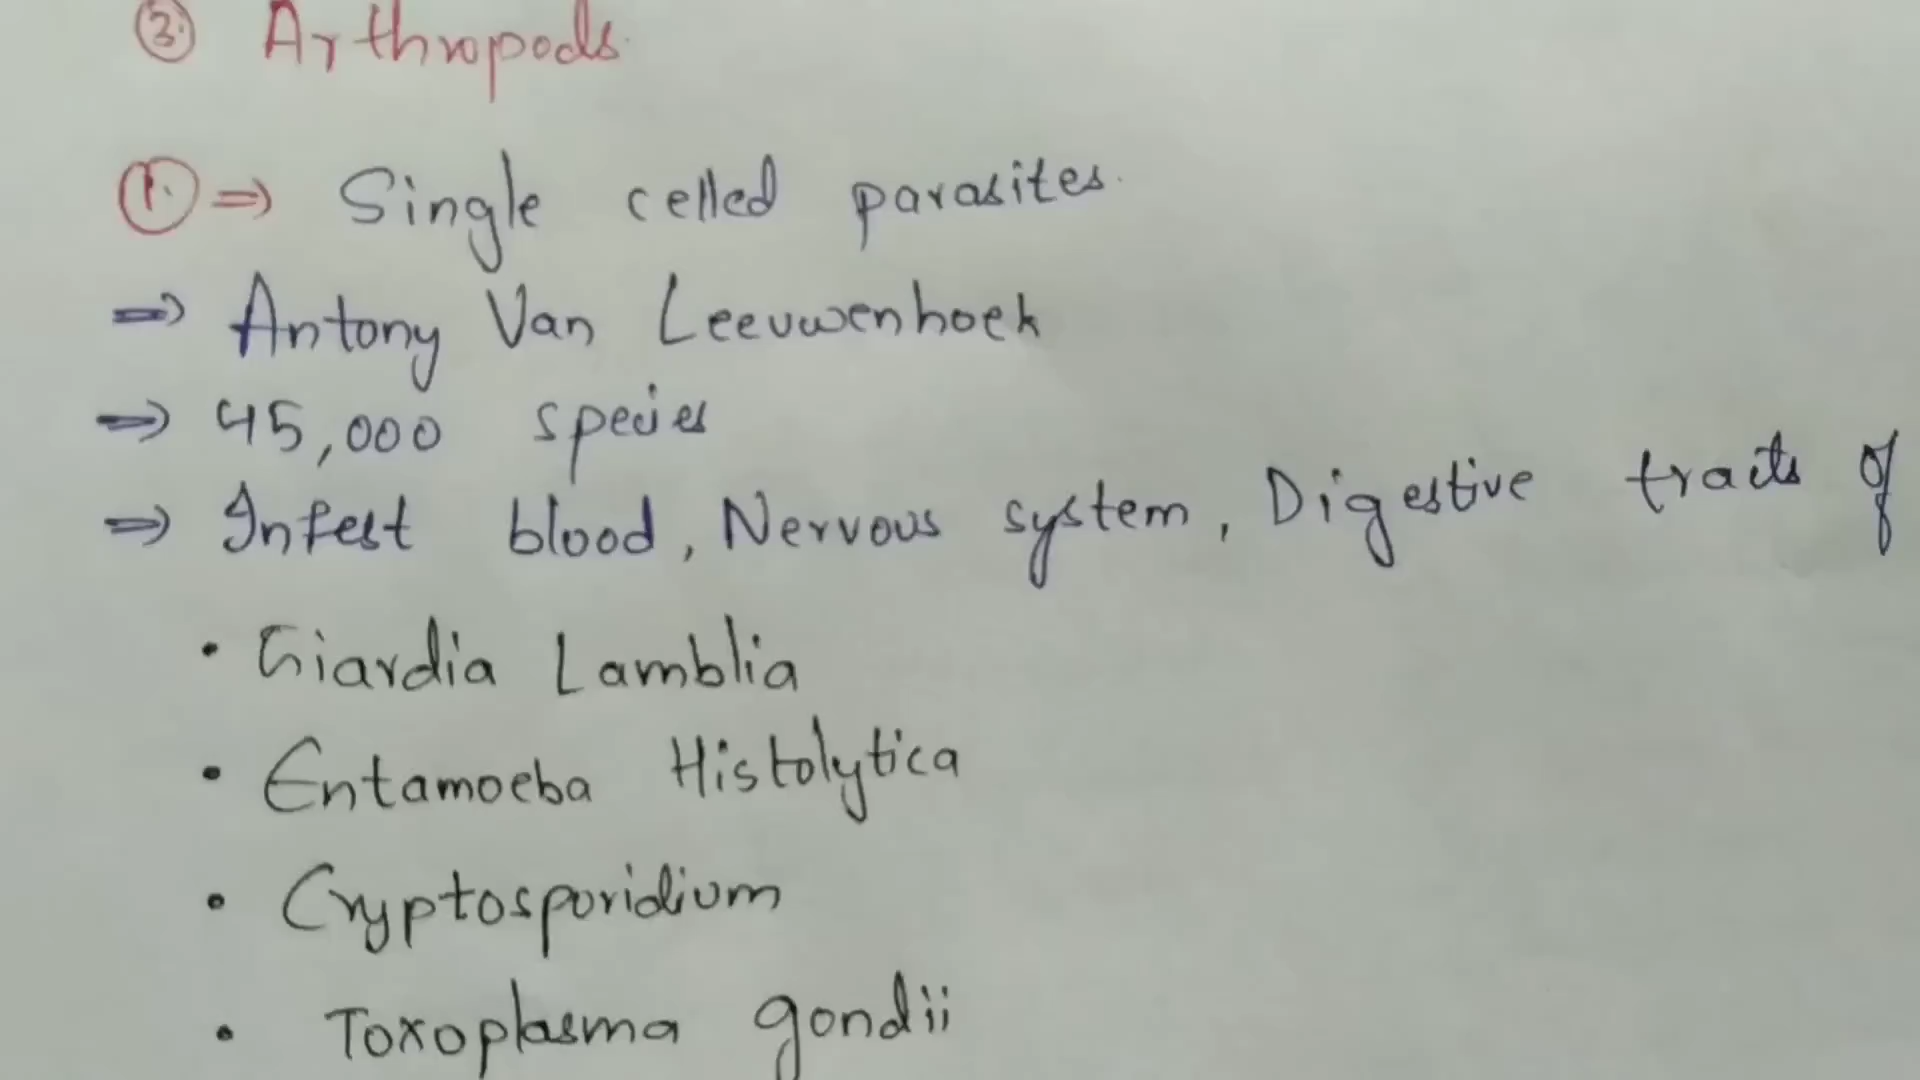 3. Arthropods.
1. ⇒ Single celled parasites.
⇒ Antony Van Leeuwenhoek
⇒ 45,000 species
⇒ Infest blood, Nervous system, Digestive tracts of
• Giardia Lamblia
• Entamoeba Histolytica
• Cryptosporidium
• Toxoplasma gondii